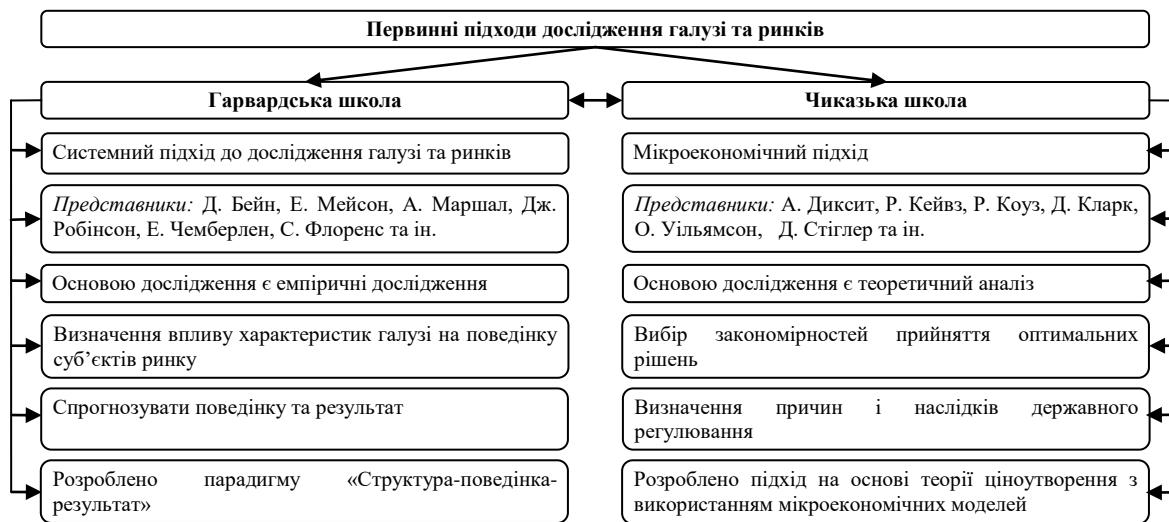 Первинні підходи дослідження галузі та ринків
Гарвардська школа
Чиказька школа
Системний підхід до дослідження галузі та ринків
Мікроекономічний підхід
Представники: Д. Бейн, Е. Мейсон, А. Маршал, Дж.
Робінсон, Е. Чемберлен, С. Флоренс та ін.
Представники: А. Диксит, Р. Кейвз, Р. Коуз, Д. Кларк,
О. Уільямсон, Д. Стіглер та ін.
Основою дослідження є емпіричні дослідження
Основою дослідження є теоретичний аналіз
Визначення впливу характеристик галузі на поведінку
суб’єктів ринку
Вибір закономірностей прийняття оптимальних
рішень
Спрогнозувати поведінку та результат
Визначення причин і наслідків державного
регулювання
Розроблено парадигму «Структура-поведінка-
результат»
Розроблено підхід на основі теорії ціноутворення з
використанням мікроекономічних моделей